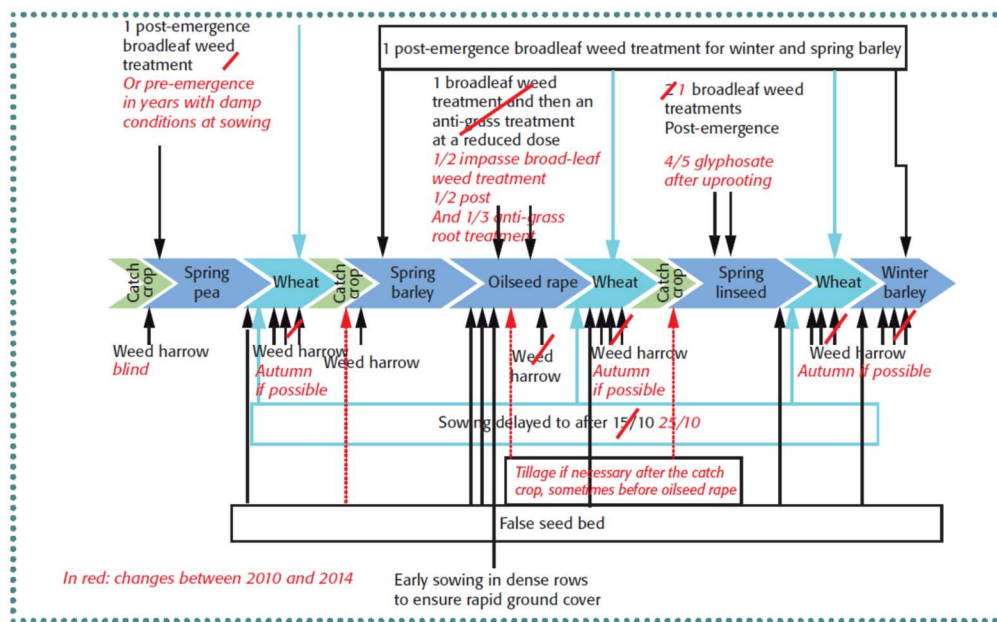 1 post-emergence
broadleaf weed
treatment
Or pre-emergence
in years with damp
conditions at sowing
1 post-emergence broadleaf weed treatment for winter and spring barley
1 broadleaf weed
treatment and then an
anti-grass treatment
at a reduced dose
1/2 impasse broad-leaf
weed treatment
1/2 post
And 1/3 anti-grass
root treatment
2 1 broadleaf weed
treatments
Post-emergence
4/5 glyphosate
after uprooting
Catch
crop
Spring
pea
Wheat
Catch
crop
Spring
barley
Oilseed rape
Wheat
Catch
crop
Spring
linseed
Wheat
Winter
barley
Weed harrow
blind
Weed harrow
Autumn
if possible
Weed harrow
Weed
harrow
Weed harrow
Autumn
if possible
Weed harrow
Autumn if possible
Sowing delayed to after 15/10 25/10
Tillage if necessary after the catch
crop, sometimes before oilseed rape
False seed bed
In red: changes between 2010 and 2014
Early sowing in dense rows
to ensure rapid ground cover